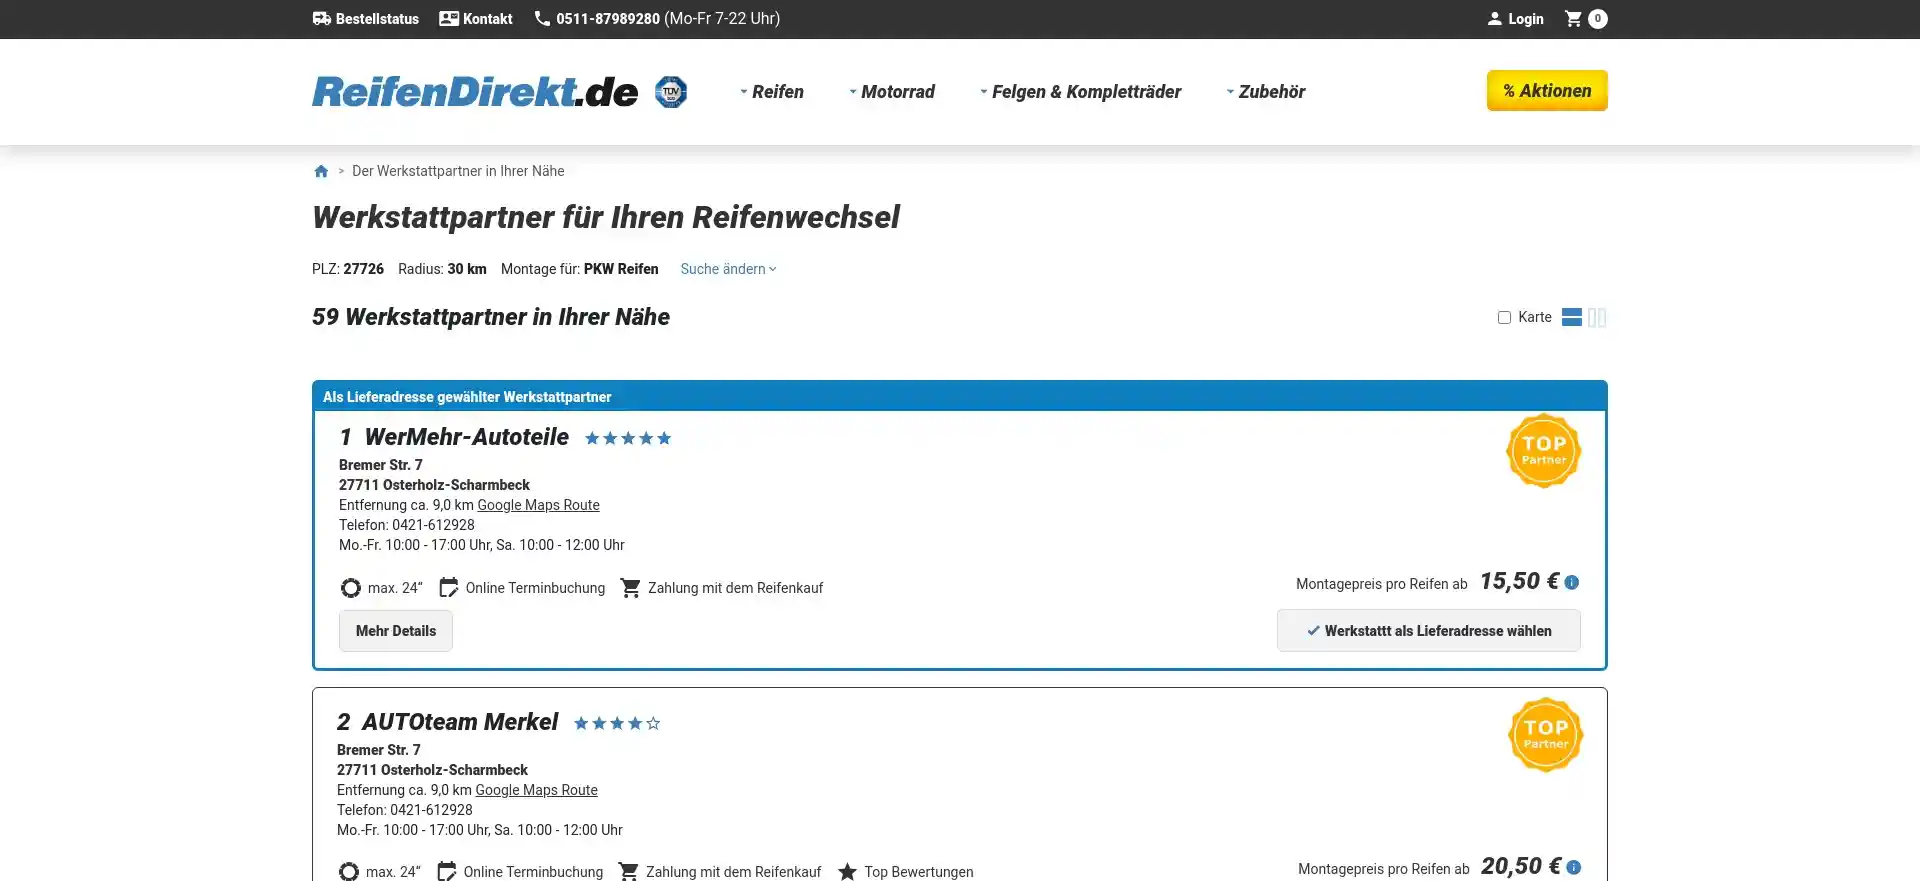 Bestellstatus Kontakt 0511-87989280 (Mo-Fr 7-22 Uhr) Login 0
ReifenDirekt.de TÜV Reifen Motorrad Felgen & Kompletträder Zubehör % Aktionen
> Der Werkstattpartner in Ihrer Nähe
Werkstattpartner für Ihren Reifenwechsel
PLZ: 27726 Radius: 30 km Montage für: PKW Reifen Suche ändern
59 Werkstattpartner in Ihrer Nähe Karte
Als Lieferadresse gewählter Werkstattpartner
1 WerMehr-Autoteile
TOP
Partner
Bremer Str. 7
27711 Osterholz-Scharmbeck
Entfernung ca. 9,0 km Google Maps Route
Telefon: 0421-612928
Mo.-Fr. 10:00 - 17:00 Uhr, Sa. 10:00 - 12:00 Uhr
max. 24“ Online Terminbuchung Zahlung mit dem Reifenkauf Montagepreis pro Reifen ab 15,50 €
Mehr Details Werkstattt als Lieferadresse wählen
2 AUTOteam Merkel
TOP
Partner
Bremer Str. 7
27711 Osterholz-Scharmbeck
Entfernung ca. 9,0 km Google Maps Route
Telefon: 0421-612928
Mo.-Fr. 10:00 - 17:00 Uhr, Sa. 10:00 - 12:00 Uhr
max. 24“ Online Terminbuchung Zahlung mit dem Reifenkauf Top Bewertungen Montagepreis pro Reifen ab 20,50 €